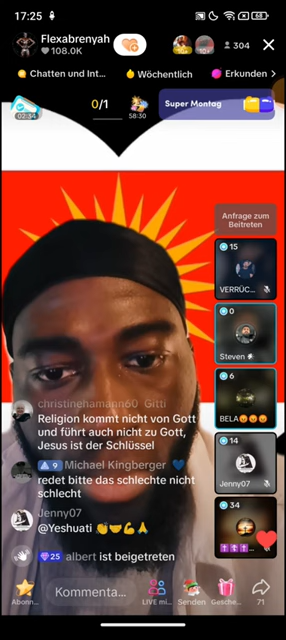 17:25
68
Flexabrenyah
108.0K
304
Chatten und Int...
Wöchentlich
Erkunden
02:34
0/1
58:30
Super Montag
Anfrage zum
Beitreten
15
VERRÜC...
0
Steven
6
BELA😡😡😡
14
Jenny07
34
christinehamann60 Gitti
Religion kommt nicht von Gott
und führt auch nicht zu Gott,
Jesus ist der Schlüssel
9 Michael Kingberger 💙
redet bitte das schlechte nicht
schlecht
Jenny07
@Yeshuati 👏🤝💪🙏
25 albert ist beigetreten
Abonn...
Kommenta...
LIVE mi...
Senden
Gesche...
71